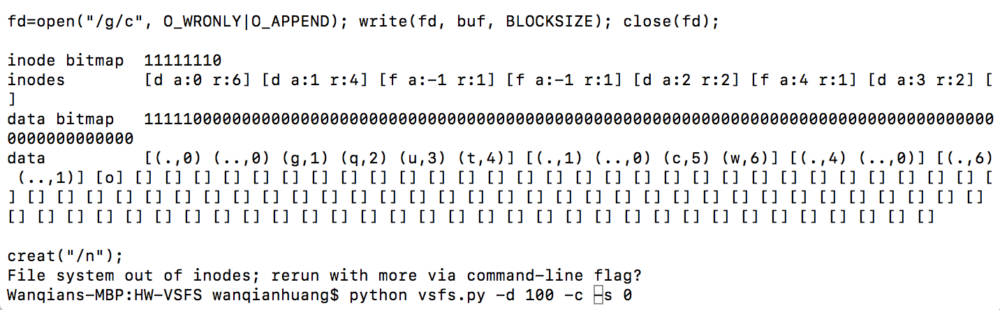 fd=open("/g/c", O_WRONLY|O_APPEND); write(fd, buf, BLOCKSIZE); close(fd);
inode bitmap  11111110
inodes        [d a:0 r:6] [d a:1 r:4] [f a:-1 r:1] [f a:-1 r:1] [d a:2 r:2] [f a:4 r:1] [d a:3 r:2] [
]
data bitmap   111110000000000000000000000000000000000000000000000000000000000000000000000000000000000
0000000000000
data          [(.,0) (..,0) (g,1) (q,2) (u,3) (t,4)] [(.,1) (..,0) (c,5) (w,6)] [(.,4) (..,0)] [(.,6)
 (..,1)] [o] [] [] [] [] [] [] [] [] [] [] [] [] [] [] [] [] [] [] [] [] [] [] [] [] [] [] [] [] [] [
] [] [] [] [] [] [] [] [] [] [] [] [] [] [] [] [] [] [] [] [] [] [] [] [] [] [] [] [] [] [] [] [] []
[] [] [] [] [] [] [] [] [] [] [] [] [] [] [] [] [] [] [] [] [] [] [] [] [] [] [] [] [] [] [] []
creat("/n");
File system out of inodes; rerun with more via command-line flag?
Wanqians-MBP:HW-VSFS wanqianhuang$ python vsfs.py -d 100 -c -s 0